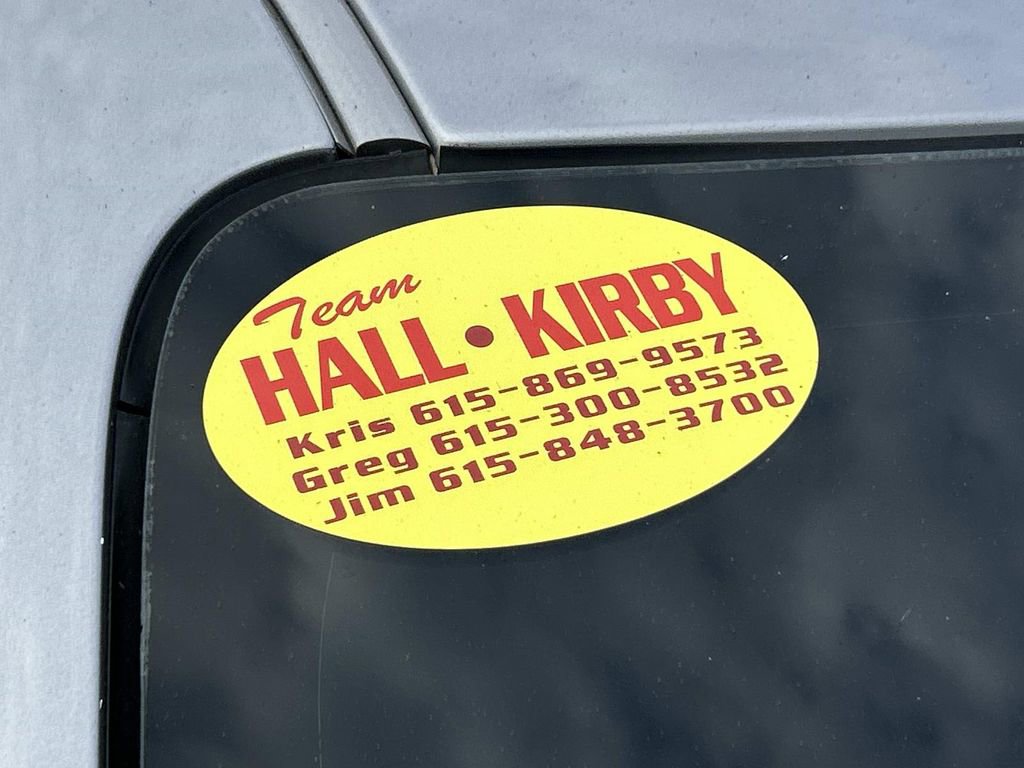 Team
HALL • KIRBY
Kris 615-869-9573
Greg 615-300-8532
Jim 615-848-3700